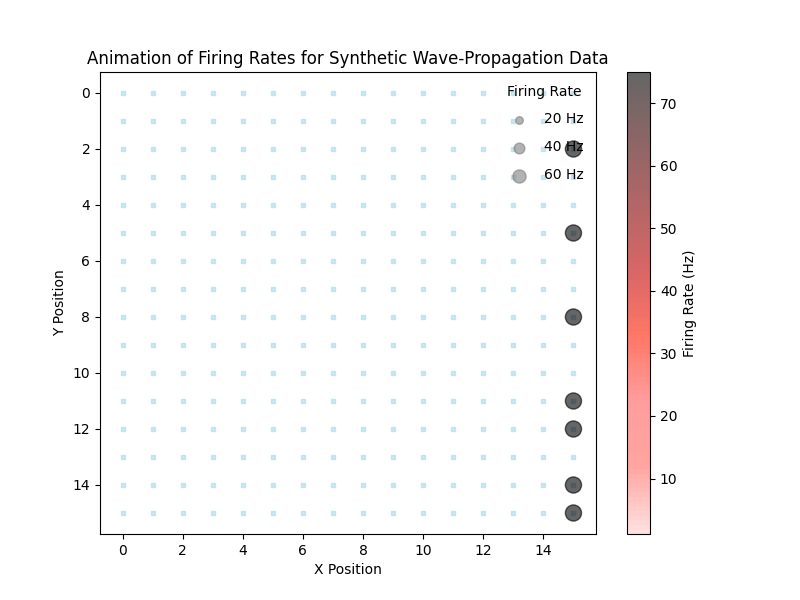 Animation of Firing Rates for Synthetic Wave-Propagation Data
Firing Rate
20 Hz
40 Hz
60 Hz
0
2
4
6
8
10
12
14
Y Position
0 2 4 6 8 10 12 14
X Position
70
60
50
40
30
20
10
Firing Rate (Hz)